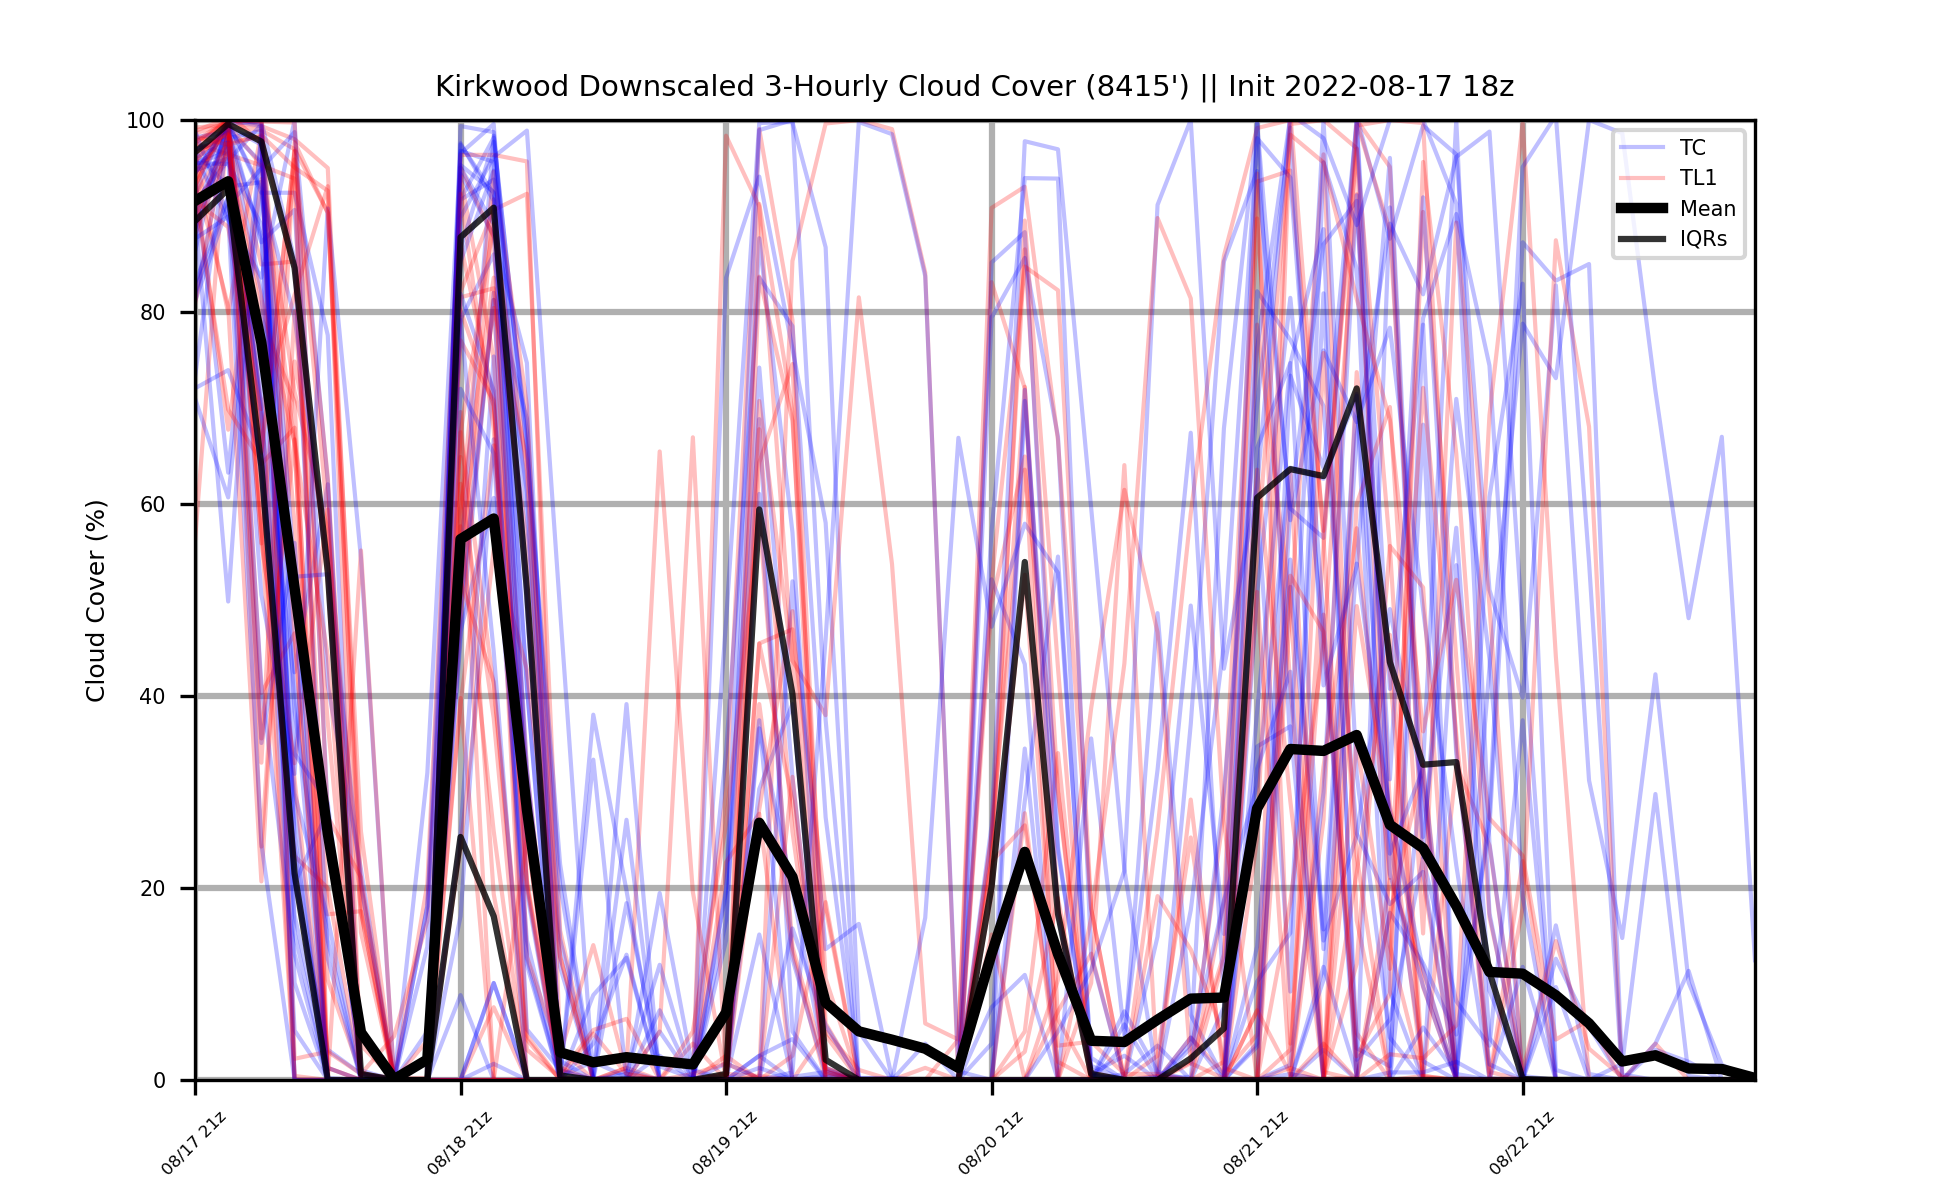 Kirkwood Downscaled 3-Hourly Cloud Cover (8415') || Init 2022-08-17 18z
100
80
60
40
20
0
Cloud Cover (%)
TC
TL1
Mean
IQRs
08/17 21z
08/18 21z
08/19 21z
08/20 21z
08/21 21z
08/22 21z